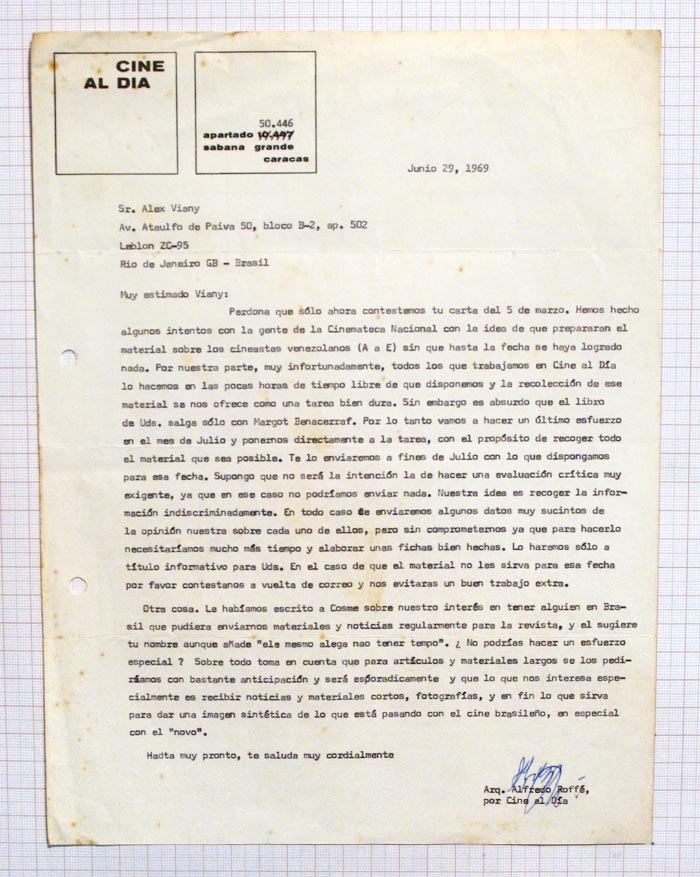 CINE
AL DIA
50.446
apartado 10.447
sabana grande
caracas
Junio 29, 1969
Sr. Alex Viany
Av. Ataulfo de Paiva 50, bloco B-2, ap. 502
Leblon ZC-95
Rio de Janeiro GB - Brasil
Muy estimado Viany:
Perdona que sólo ahora contestemos tu carta del 5 de marzo. Hemos hecho
algunos intentos con la gente de la Cinemateca Nacional con la idea de que prepararan el
material sobre los cineastas venezolanos (A a E) sin que hasta la fecha se haya logrado
nada. Por nuestra parte, muy infortunadamente, todos los que trabajamos en Cine al Día
lo hacemos en las pocas horas de tiempo libre de que disponemos y la recolección de ese
material se nos ofrece como una tarea bien dura. Sin embargo es absurdo que el libro
de Uds. salga sólo con Margot Benacerraf. Por lo tanto vamos a hacer un último esfuerzo
en el mes de Julio y ponernos directamente a la tarea, con el propósito de recoger todo
el material que sea posible. Te lo enviaremos a fines de Julio con lo que dispongamos
para esa fecha. Supongo que no será la intención la de hacer una evaluación crítica muy
exigente, ya que en ese caso no podríamos enviar nada. Nuestra idea es recoger la infor-
mación indiscriminadamente. En todo caso te enviaremos algunos datos muy sucintos de
la opinión nuestra sobre cada uno de ellos, pero sin comprometernos ya que para hacerlo
necesitaríamos mucho más tiempo y elaborar unas fichas bien hechas. Lo haremos sólo a
título informativo para Uds. En el caso de que el material no les sirva para esa fecha
por favor contestanos a vuelta de correo y nos evitaras un buen trabajo extra.
Otra cosa. Le habíamos escrito a Cosme sobre nuestro interés en tener alguien en Bra-
sil que pudiera enviarnos materiales y noticias regularmente para la revista, y el sugiere
tu nombre aunque añade "ele mesmo alega nao tener tempo". ¿ No podrías hacer un esfuerzo
especial ? Sobre todo toma en cuenta que para artículos y materiales largos se los pedi-
ríamos con bastante anticipación y será esporadicamente y que lo que nos interesa espe-
cialmente es recibir noticias y materiales cortos, fotografías, y en fin lo que sirva
para dar una imagen sintética de lo que está pasando con el cine brasileño, en especial
con el "novo".
Hadta muy pronto, te saluda muy cordialmente
Arq. Alfredo Roffé,
por Cine al Día